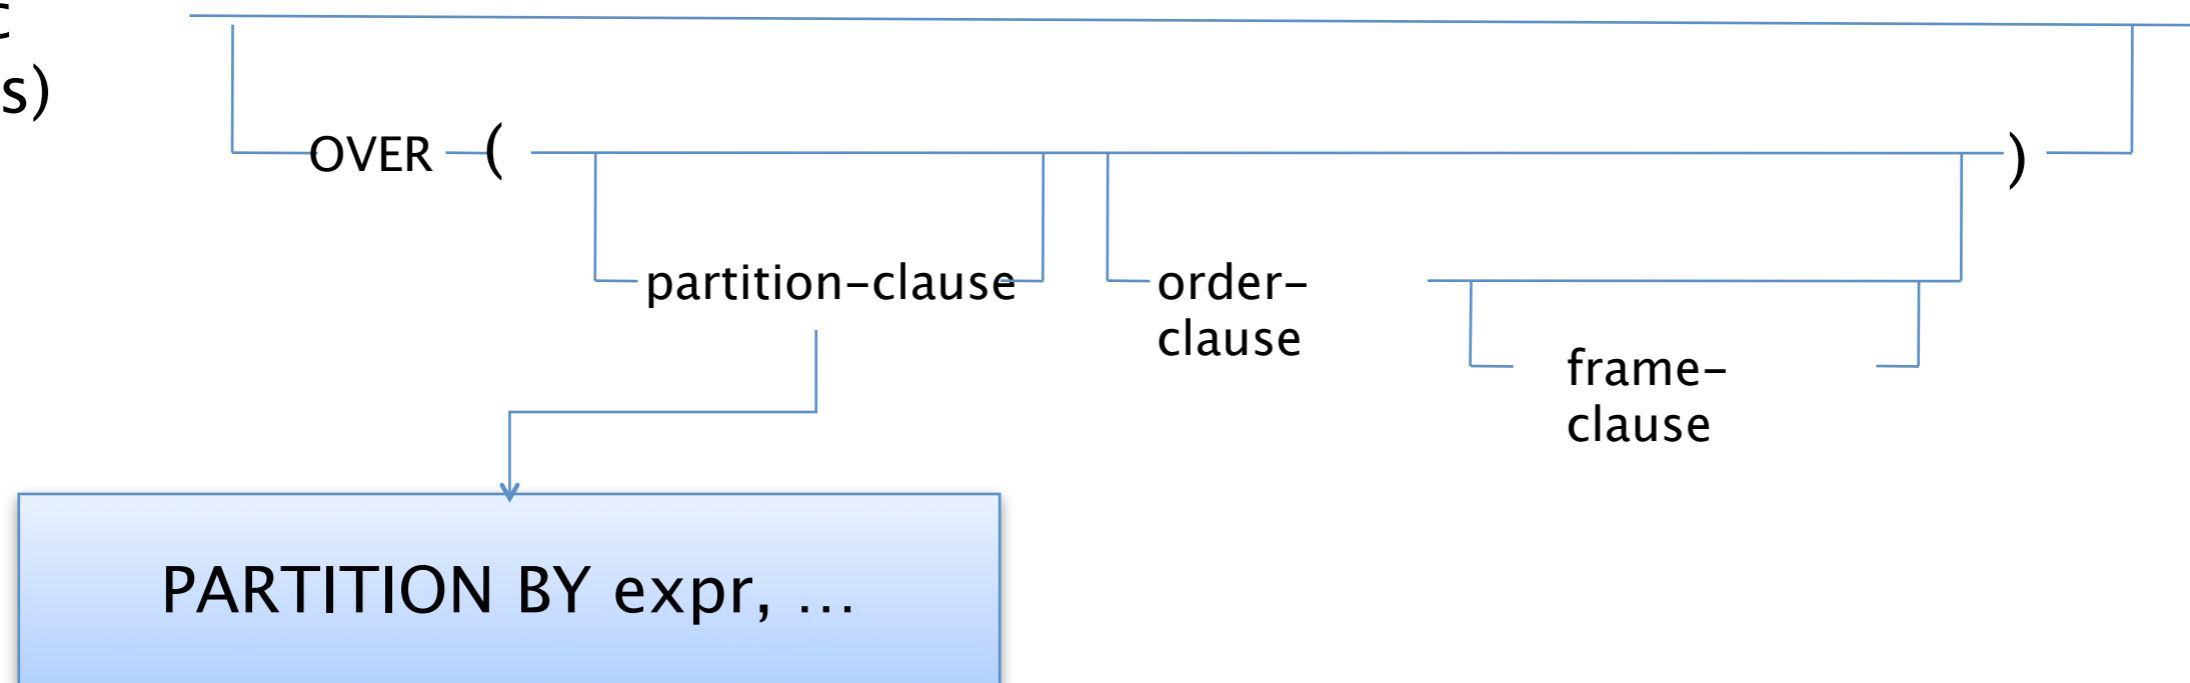 s)
OVER ( )
partition-clause
order-
clause
frame-
clause
PARTITION BY expr, …